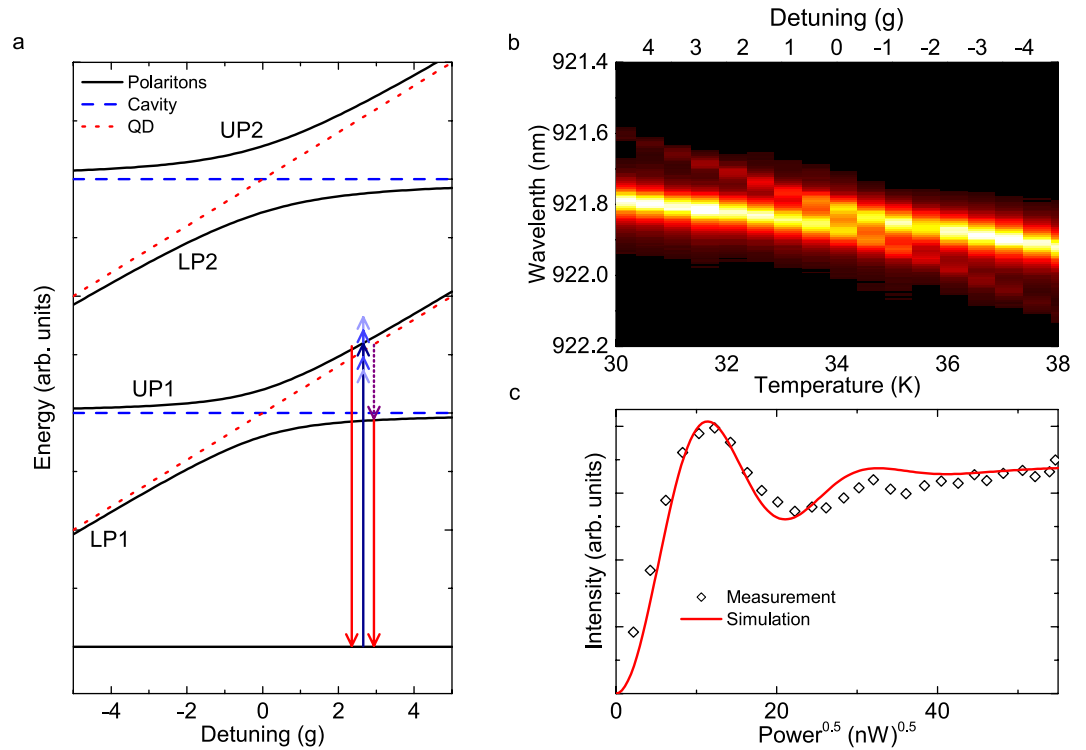 a
Polaritons
Cavity
QD
UP2
LP2
UP1
LP1
Energy (arb. units)
-4 -2 0 2 4
Detuning (g)
b
Detuning (g)
4 3 2 1 0 -1 -2 -3 -4
921.4
921.6
921.8
922.0
922.2
Wavelenth (nm)
30 32 34 36 38
Temperature (K)
c
Intensity (arb. units)
Measurement
Simulation
0 20 40
Power^0.5 (nW)^0.5